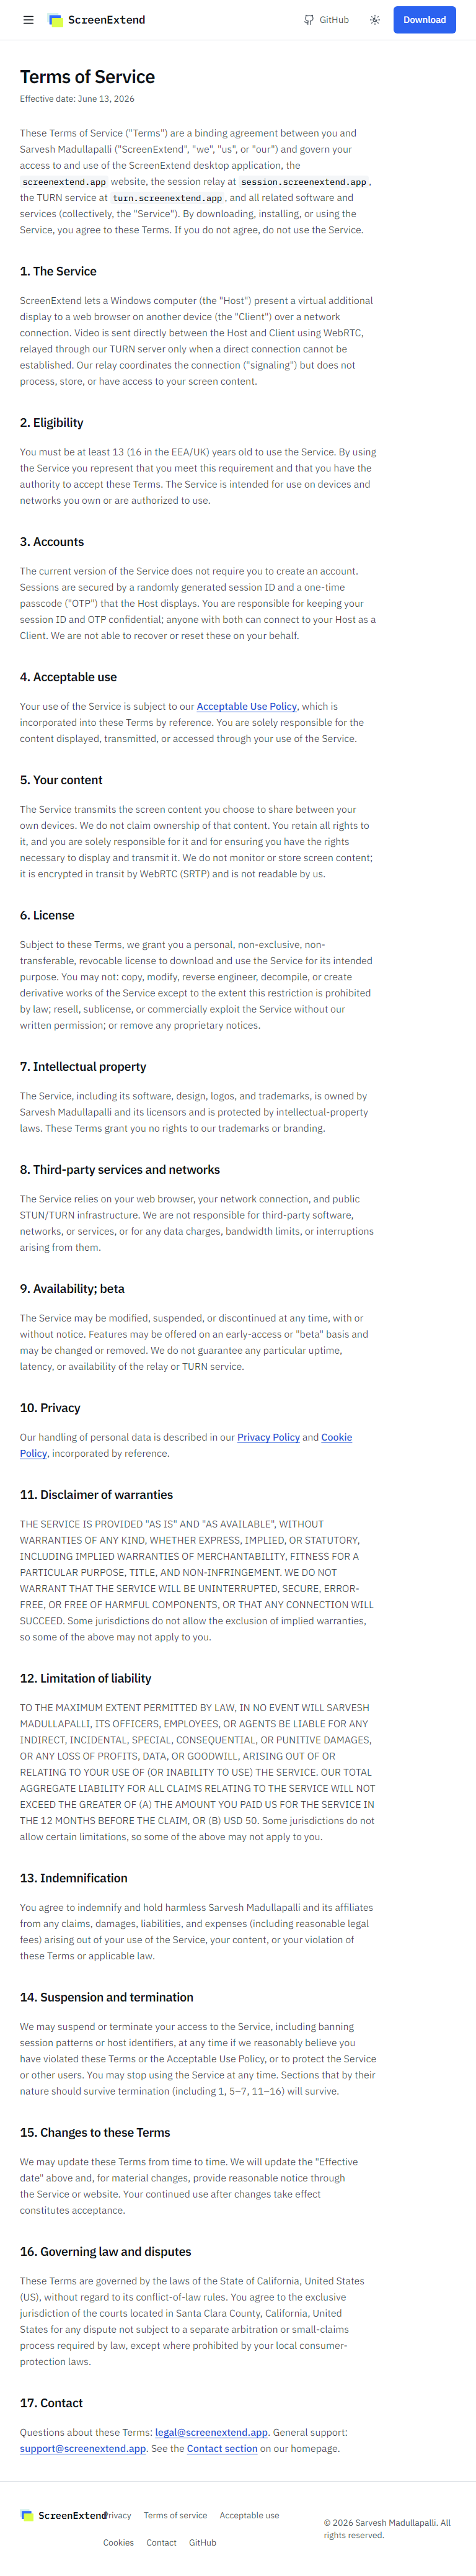 ScreenExtend
GitHub
Download
Terms of Service
Effective date: June 13, 2026
These Terms of Service ("Terms") are a binding agreement between you and
Sarvesh Madullapalli ("ScreenExtend", "we", "us", or "our") and govern your
access to and use of the ScreenExtend desktop application, the
screenextend.app website, the session relay at session.screenextend.app,
the TURN service at turn.screenextend.app, and all related software and
services (collectively, the "Service"). By downloading, installing, or using the
Service, you agree to these Terms. If you do not agree, do not use the Service.
1. The Service
ScreenExtend lets a Windows computer (the "Host") present a virtual additional
display to a web browser on another device (the "Client") over a network
connection. Video is sent directly between the Host and Client using WebRTC,
relayed through our TURN server only when a direct connection cannot be
established. Our relay coordinates the connection ("signaling") but does not
process, store, or have access to your screen content.
2. Eligibility
You must be at least 13 (16 in the EEA/UK) years old to use the Service. By using
the Service you represent that you meet this requirement and that you have the
authority to accept these Terms. The Service is intended for use on devices and
networks you own or are authorized to use.
3. Accounts
The current version of the Service does not require you to create an account.
Sessions are secured by a randomly generated session ID and a one-time
passcode ("OTP") that the Host displays. You are responsible for keeping your
session ID and OTP confidential; anyone with both can connect to your Host as a
Client. We are not able to recover or reset these on your behalf.
4. Acceptable use
Your use of the Service is subject to our Acceptable Use Policy, which is
incorporated into these Terms by reference. You are solely responsible for the
content displayed, transmitted, or accessed through your use of the Service.
5. Your content
The Service transmits the screen content you choose to share between your
own devices. We do not claim ownership of that content. You retain all rights to
it, and you are solely responsible for it and for ensuring you have the rights
necessary to display and transmit it. We do not monitor or store screen content;
it is encrypted in transit by WebRTC (SRTP) and is not readable by us.
6. License
Subject to these Terms, we grant you a personal, non-exclusive, non-
transferable, revocable license to download and use the Service for its intended
purpose. You may not: copy, modify, reverse engineer, decompile, or create
derivative works of the Service except to the extent this restriction is prohibited
by law; resell, sublicense, or commercially exploit the Service without our
written permission; or remove any proprietary notices.
7. Intellectual property
The Service, including its software, design, logos, and trademarks, is owned by
Sarvesh Madullapalli and its licensors and is protected by intellectual-property
laws. These Terms grant you no rights to our trademarks or branding.
8. Third-party services and networks
The Service relies on your web browser, your network connection, and public
STUN/TURN infrastructure. We are not responsible for third-party software,
networks, or services, or for any data charges, bandwidth limits, or interruptions
arising from them.
9. Availability; beta
The Service may be modified, suspended, or discontinued at any time, with or
without notice. Features may be offered on an early-access or "beta" basis and
may be changed or removed. We do not guarantee any particular uptime,
latency, or availability of the relay or TURN service.
10. Privacy
Our handling of personal data is described in our Privacy Policy and Cookie
Policy, incorporated by reference.
11. Disclaimer of warranties
THE SERVICE IS PROVIDED "AS IS" AND "AS AVAILABLE", WITHOUT
WARRANTIES OF ANY KIND, WHETHER EXPRESS, IMPLIED, OR STATUTORY,
INCLUDING IMPLIED WARRANTIES OF MERCHANTABILITY, FITNESS FOR A
PARTICULAR PURPOSE, TITLE, AND NON-INFRINGEMENT. WE DO NOT
WARRANT THAT THE SERVICE WILL BE UNINTERRUPTED, SECURE, ERROR-
FREE, OR FREE OF HARMFUL COMPONENTS, OR THAT ANY CONNECTION WILL
SUCCEED. Some jurisdictions do not allow the exclusion of implied warranties,
so some of the above may not apply to you.
12. Limitation of liability
TO THE MAXIMUM EXTENT PERMITTED BY LAW, IN NO EVENT WILL SARVESH
MADULLAPALLI, ITS OFFICERS, EMPLOYEES, OR AGENTS BE LIABLE FOR ANY
INDIRECT, INCIDENTAL, SPECIAL, CONSEQUENTIAL, OR PUNITIVE DAMAGES,
OR ANY LOSS OF PROFITS, DATA, OR GOODWILL, ARISING OUT OF OR
RELATING TO YOUR USE OF (OR INABILITY TO USE) THE SERVICE. OUR TOTAL
AGGREGATE LIABILITY FOR ALL CLAIMS RELATING TO THE SERVICE WILL NOT
EXCEED THE GREATER OF (A) THE AMOUNT YOU PAID US FOR THE SERVICE IN
THE 12 MONTHS BEFORE THE CLAIM, OR (B) USD 50. Some jurisdictions do not
allow certain limitations, so some of the above may not apply to you.
13. Indemnification
You agree to indemnify and hold harmless Sarvesh Madullapalli and its affiliates
from any claims, damages, liabilities, and expenses (including reasonable legal
fees) arising out of your use of the Service, your content, or your violation of
these Terms or applicable law.
14. Suspension and termination
We may suspend or terminate your access to the Service, including banning
session patterns or host identifiers, at any time if we reasonably believe you
have violated these Terms or the Acceptable Use Policy, or to protect the Service
or other users. You may stop using the Service at any time. Sections that by their
nature should survive termination (including 1, 5–7, 11–16) will survive.
15. Changes to these Terms
We may update these Terms from time to time. We will update the "Effective
date" above and, for material changes, provide reasonable notice through
the Service or website. Your continued use after changes take effect
constitutes acceptance.
16. Governing law and disputes
These Terms are governed by the laws of the State of California, United States
(US), without regard to its conflict-of-law rules. You agree to the exclusive
jurisdiction of the courts located in Santa Clara County, California, United
States for any dispute not subject to a separate arbitration or small-claims
process required by law, except where prohibited by your local consumer-
protection laws.
17. Contact
Questions about these Terms: legal@screenextend.app. General support:
support@screenextend.app. See the Contact section on our homepage.
ScreenExtend
Privacy Terms of service Acceptable use
Cookies Contact GitHub
© 2026 Sarvesh Madullapalli. All
rights reserved.